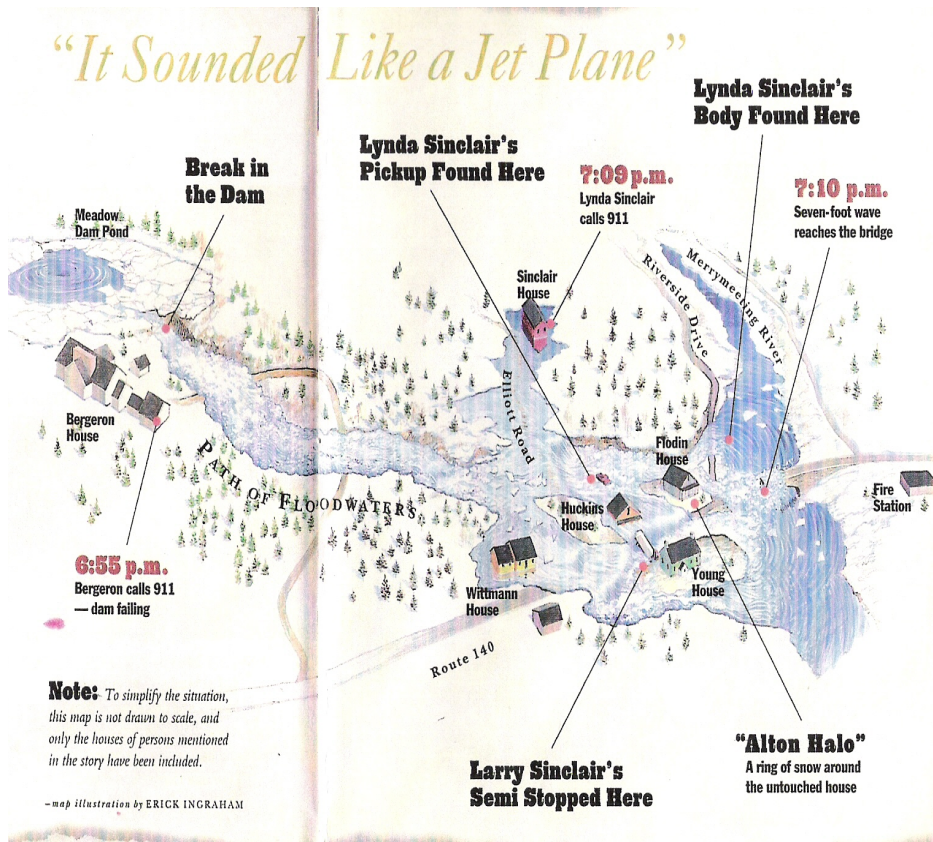 “It Sounded Like a Jet Plane”
Lynda Sinclair’s
Body Found Here
Lynda Sinclair’s
Pickup Found Here
Break in
the Dam
7:09 p.m.
Lynda Sinclair
calls 911
7:10 p.m.
Seven-foot wave
reaches the bridge
Meadow
Dam Pond
Sinclair
House
Riverside Drive
Merrymeeting River
Elliott Road
Bergeron
House
PATH OF FLOODWATERS
Flodin
House
Huckins
House
Fire
Station
6:55 p.m.
Bergeron calls 911
— dam failing
Wittmann
House
Young
House
Route 140
Note: To simplify the situation,
this map is not drawn to scale, and
only the houses of persons mentioned
in the story have been included.
–map illustration by ERICK INGRAHAM
Larry Sinclair’s
Semi Stopped Here
“Alton Halo”
A ring of snow around
the untouched house